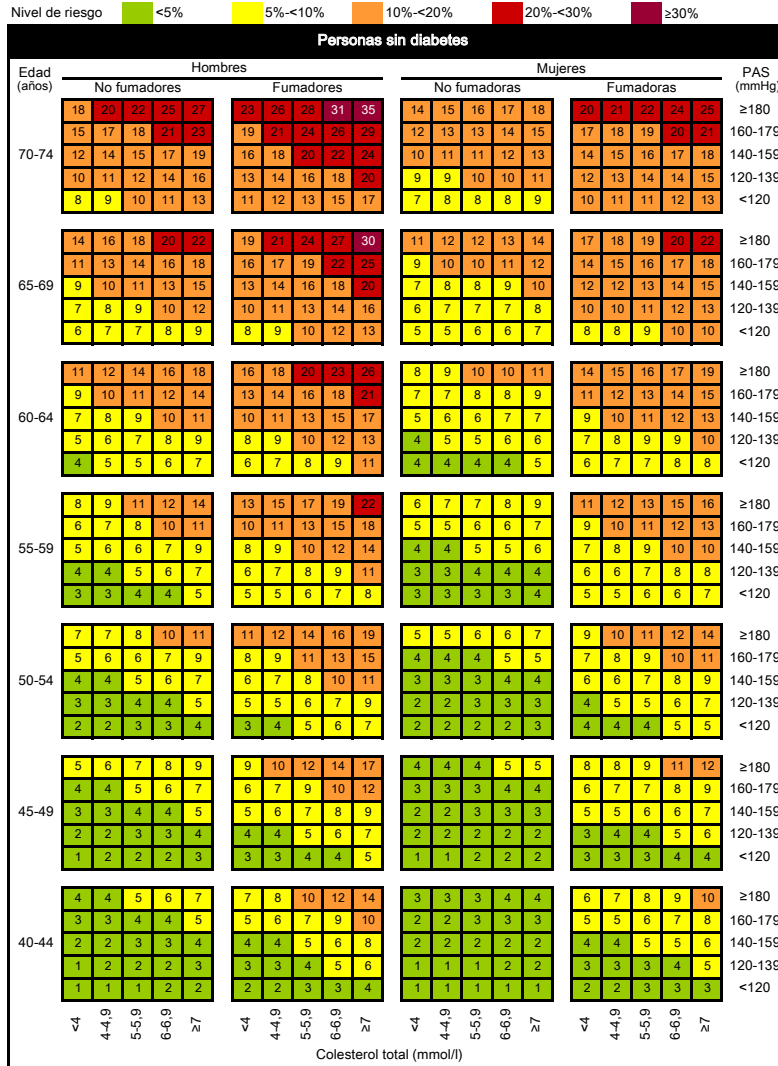 Nivel de riesgo <5% 5%-<10% 10%-<20% 20%-<30% ≥30%
Personas sin diabetes
Edad (años) Hombres Mujeres PAS (mmHg)
No fumadores Fumadores No fumadoras Fumadoras
18 20 22 25 27 23 26 28 31 35 14 15 16 17 18 20 21 22 24 25 ≥180
15 17 18 21 23 19 21 24 26 29 12 13 13 14 15 17 18 19 20 21 160-179
70-74 12 14 15 17 19 16 18 20 22 24 10 11 11 12 13 14 15 16 17 18 140-159
10 11 12 14 16 13 14 16 18 20 9 9 10 10 11 12 13 14 14 15 120-139
8 9 10 11 13 11 12 13 15 17 7 8 8 8 9 10 11 11 12 13 <120
14 16 18 20 22 19 21 24 27 30 11 12 12 13 14 17 18 19 20 22 ≥180
11 13 14 16 18 16 17 19 22 25 9 10 10 11 12 14 15 16 17 18 160-179
65-69 9 10 11 13 15 13 14 16 18 20 7 8 8 9 10 12 12 13 14 15 140-159
7 8 9 10 12 10 11 13 14 16 6 7 7 7 8 10 10 11 12 13 120-139
6 7 7 8 9 8 9 10 12 13 5 5 6 6 7 8 8 9 10 10 <120
11 12 14 16 18 16 18 20 23 26 8 9 10 10 11 14 15 16 17 19 ≥180
9 10 11 12 14 13 14 16 18 21 7 7 8 8 9 11 12 13 14 15 160-179
60-64 7 8 9 10 11 10 11 13 15 17 5 6 6 7 7 9 10 11 12 13 140-159
5 6 7 8 9 8 9 10 12 13 4 5 5 6 6 7 8 9 9 10 120-139
4 5 5 6 7 6 7 8 9 11 4 4 4 4 5 6 7 7 8 8 <120
8 9 11 12 14 13 15 17 19 22 6 7 7 8 9 11 12 13 15 16 ≥180
6 7 8 10 11 10 11 13 15 18 5 5 6 6 7 9 10 11 12 13 160-179
55-59 5 6 6 7 9 8 9 10 12 14 4 4 5 5 6 7 8 9 10 10 140-159
4 4 5 6 7 6 7 8 9 11 3 3 4 4 4 6 6 7 8 8 120-139
3 3 4 4 5 5 5 6 7 8 3 3 3 3 4 5 5 6 6 7 <120
7 7 8 10 11 11 12 14 16 19 5 5 6 6 7 9 10 11 12 14 ≥180
5 6 6 7 9 8 9 11 13 15 4 4 4 5 5 7 8 9 10 11 160-179
50-54 4 4 5 6 7 6 7 8 10 11 3 3 3 4 4 6 6 7 8 9 140-159
3 3 4 4 5 5 5 6 7 9 2 2 3 3 3 4 5 5 6 7 120-139
2 2 3 3 4 3 4 5 6 7 2 2 2 2 3 4 4 4 5 5 <120
5 6 7 8 9 9 10 12 14 17 4 4 4 5 5 8 8 9 11 12 ≥180
4 4 5 6 7 6 7 9 10 12 3 3 3 4 4 6 7 7 8 9 160-179
45-49 3 3 4 4 5 5 6 7 8 9 2 2 3 3 3 5 5 6 6 7 140-159
2 2 3 3 4 4 4 5 6 7 2 2 2 2 2 3 4 4 5 6 120-139
1 2 2 2 3 3 3 4 4 5 1 1 2 2 2 3 3 3 4 4 <120
4 4 5 6 7 7 8 10 12 14 3 3 3 4 4 6 7 8 9 10 ≥180
3 3 4 4 5 5 6 7 9 10 2 2 2 3 3 5 5 6 7 8 160-179
40-44 2 2 3 3 4 4 4 5 6 8 2 2 2 2 2 4 4 5 5 6 140-159
1 2 2 2 3 3 3 4 5 6 1 1 1 2 2 3 3 3 4 5 120-139
1 1 1 2 2 2 2 3 3 4 1 1 1 1 1 2 2 3 3 3 <120
<4 4-4,9 5-5,9 6-6,9 ≥7 <4 4-4,9 5-5,9 6-6,9 ≥7 <4 4-4,9 5-5,9 6-6,9 ≥7 <4 4-4,9 5-5,9 6-6,9 ≥7
Colesterol total (mmol/l)